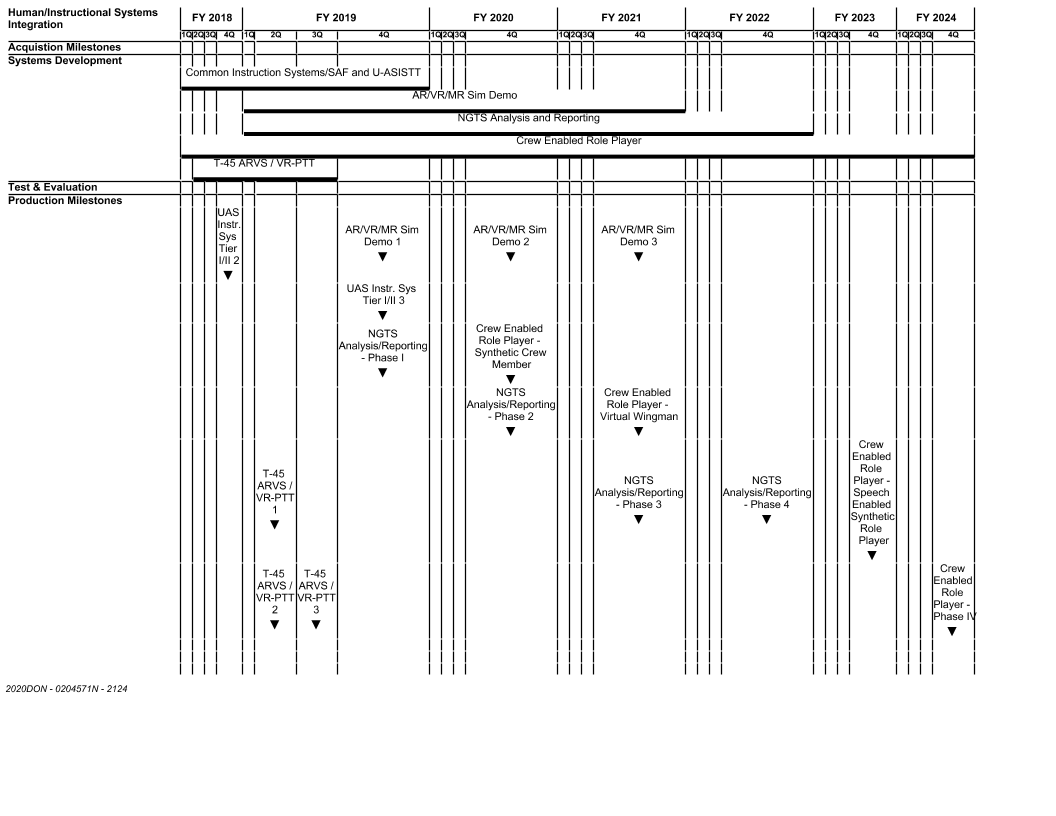 Human/Instructional Systems
Integration
FY 2018 FY 2019 FY 2020 FY 2021 FY 2022 FY 2023 FY 2024
1Q 2Q 3Q 4Q 1Q 2Q 3Q 4Q 1Q 2Q 3Q 4Q 1Q 2Q 3Q 4Q 1Q 2Q 3Q 4Q 1Q 2Q 3Q 4Q 1Q 2Q 3Q 4Q
Acquistion Milestones
Systems Development
Common Instruction Systems/SAF and U-ASISTT
AR/VR/MR Sim Demo
NGTS Analysis and Reporting
Crew Enabled Role Player
T-45 ARVS / VR-PTT
Test & Evaluation
Production Milestones
UAS
Instr.
Sys
Tier
I/II 2
AR/VR/MR Sim
Demo 1
AR/VR/MR Sim
Demo 2
AR/VR/MR Sim
Demo 3
UAS Instr. Sys
Tier I/II 3
NGTS
Analysis/Reporting
- Phase I
Crew Enabled
Role Player -
Synthetic Crew
Member
NGTS
Analysis/Reporting
- Phase 2
Crew Enabled
Role Player -
Virtual Wingman
T-45
ARVS /
VR-PTT
1
NGTS
Analysis/Reporting
- Phase 3
NGTS
Analysis/Reporting
- Phase 4
Crew
Enabled
Role
Player -
Speech
Enabled
Synthetic
Role
Player
T-45
ARVS /
VR-PTT
2
T-45
ARVS /
VR-PTT
3
Crew
Enabled
Role
Player -
Phase IV
2020DON - 0204571N - 2124